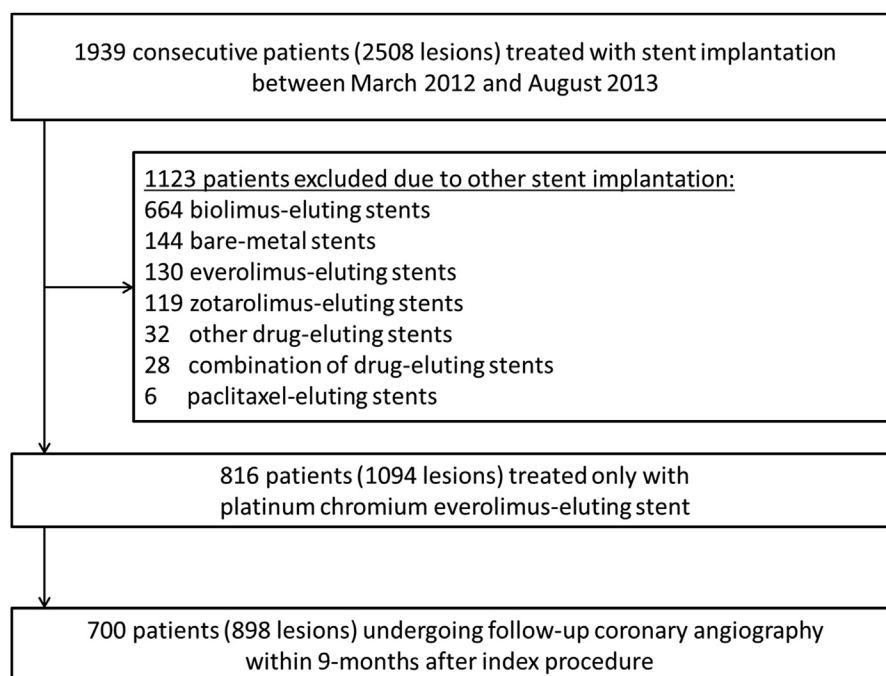 1939 consecutive patients (2508 lesions) treated with stent implantation
between March 2012 and August 2013
1123 patients excluded due to other stent implantation:
664 biolimus-eluting stents
144 bare-metal stents
130 everolimus-eluting stents
119 zotarolimus-eluting stents
32 other drug-eluting stents
28 combination of drug-eluting stents
6 paclitaxel-eluting stents
816 patients (1094 lesions) treated only with
platinum chromium everolimus-eluting stent
700 patients (898 lesions) undergoing follow-up coronary angiography
within 9-months after index procedure